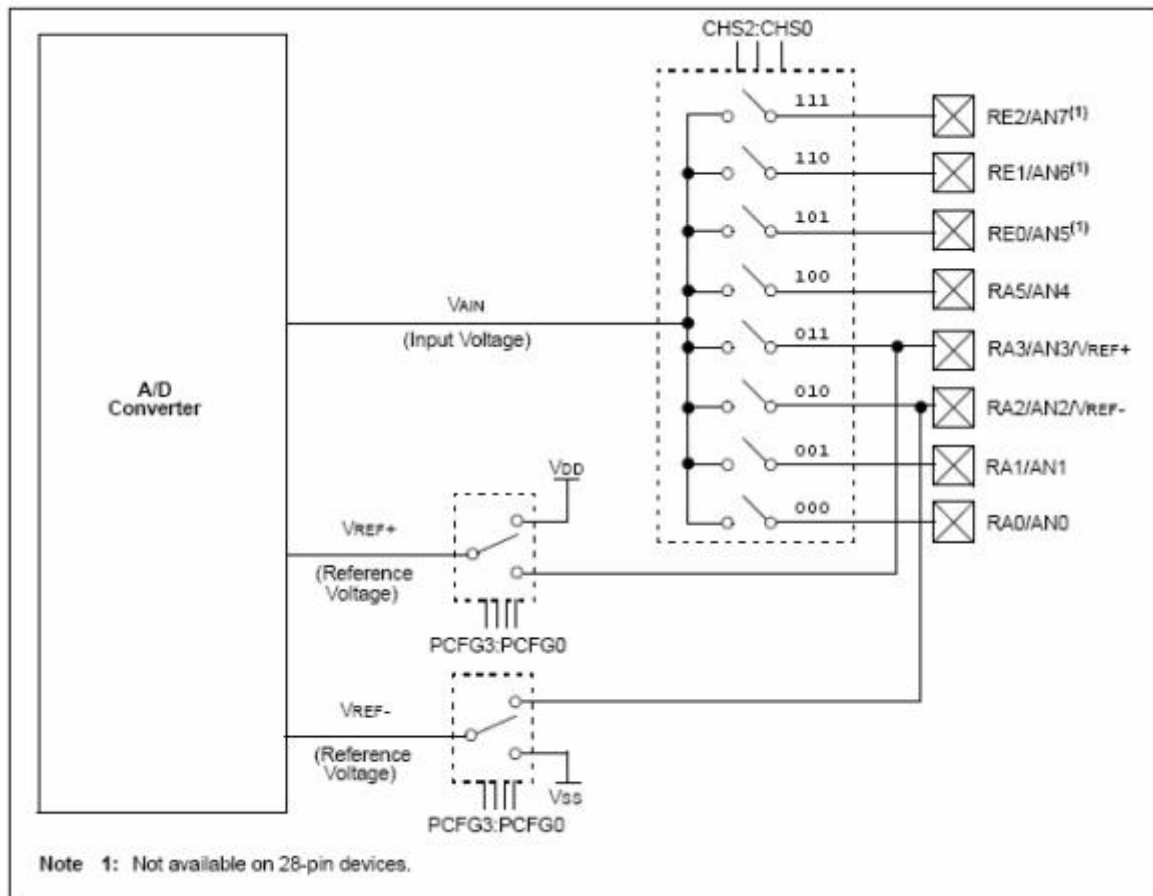 CHS2:CHS0
111
RE2/AN7(1)
110
RE1/AN6(1)
101
RE0/AN5(1)
100
RA5/AN4
VAIN
(Input Voltage)
011
RA3/AN3/VREF+
A/D
Converter
010
RA2/AN2/VREF-
001
RA1/AN1
VDD
000
RA0/AN0
VREF+
(Reference
Voltage)
PCFG3:PCFG0
VREF-
(Reference
Voltage)
VSS
PCFG3:PCFG0
Note 1: Not available on 28-pin devices.